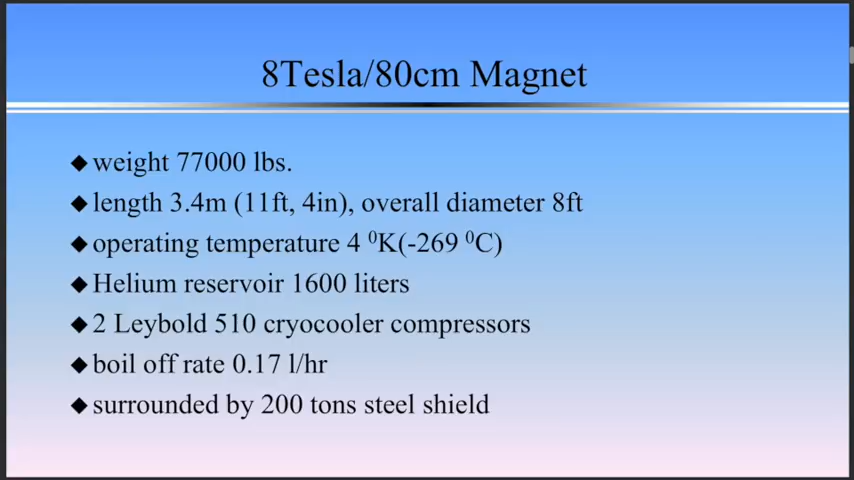 8Tesla/80cm Magnet
◆weight 77000 lbs.
◆length 3.4m (11ft, 4in), overall diameter 8ft
◆operating temperature 4 ⁰K(-269 ⁰C)
◆Helium reservoir 1600 liters
◆2 Leybold 510 cryocooler compressors
◆boil off rate 0.17 l/hr
◆surrounded by 200 tons steel shield